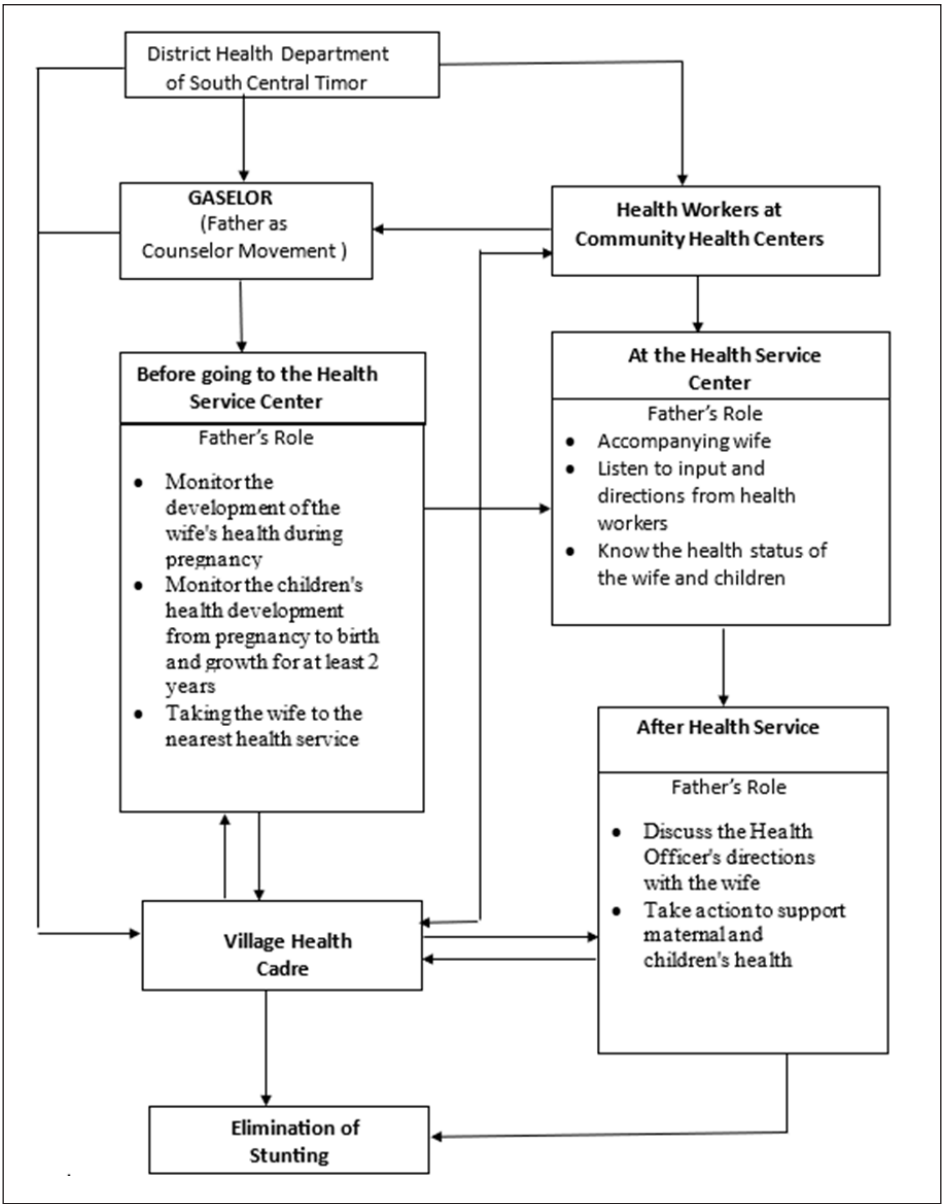 District Health Department
of South Central Timor
GASELOR
(Father as
Counselor Movement )
Health Workers at
Community Health Centers
Before going to the Health
Service Center
Father's Role
● Monitor the
development of the
wife's health during
pregnancy
● Monitor the children's
health development
from pregnancy to birth
and growth for at least 2
years
● Taking the wife to the
nearest health service
At the Health Service
Center
Father's Role
● Accompanying wife
● Listen to input and
directions from health
workers
● Know the health status of
the wife and children
After Health Service
Father's Role
● Discuss the Health
Officer's directions
with the wife
● Take action to support
maternal and
children's health
Village Health
Cadre
Elimination of
Stunting